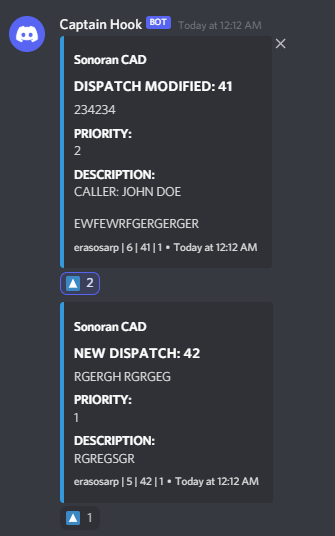 Captain Hook BOT Today at 12:12 AM
Sonoran CAD
DISPATCH MODIFIED: 41
234234
PRIORITY:
2
DESCRIPTION:
CALLER: JOHN DOE
EWFEWRFGERGERGER
erasosarp | 6 | 41 | 1 • Today at 12:12 AM
2
Sonoran CAD
NEW DISPATCH: 42
RGERGH RGRGEG
PRIORITY:
1
DESCRIPTION:
RGREGSGR
erasosarp | 5 | 42 | 1 • Today at 12:12 AM
1